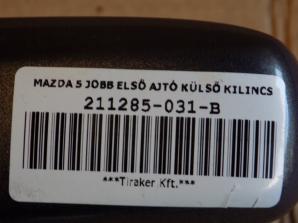 MAZDA 5 JOBB ELSŐ AJTÓ KÜLSŐ KILINCS
211285-031-B
***Tiraker Kft.***